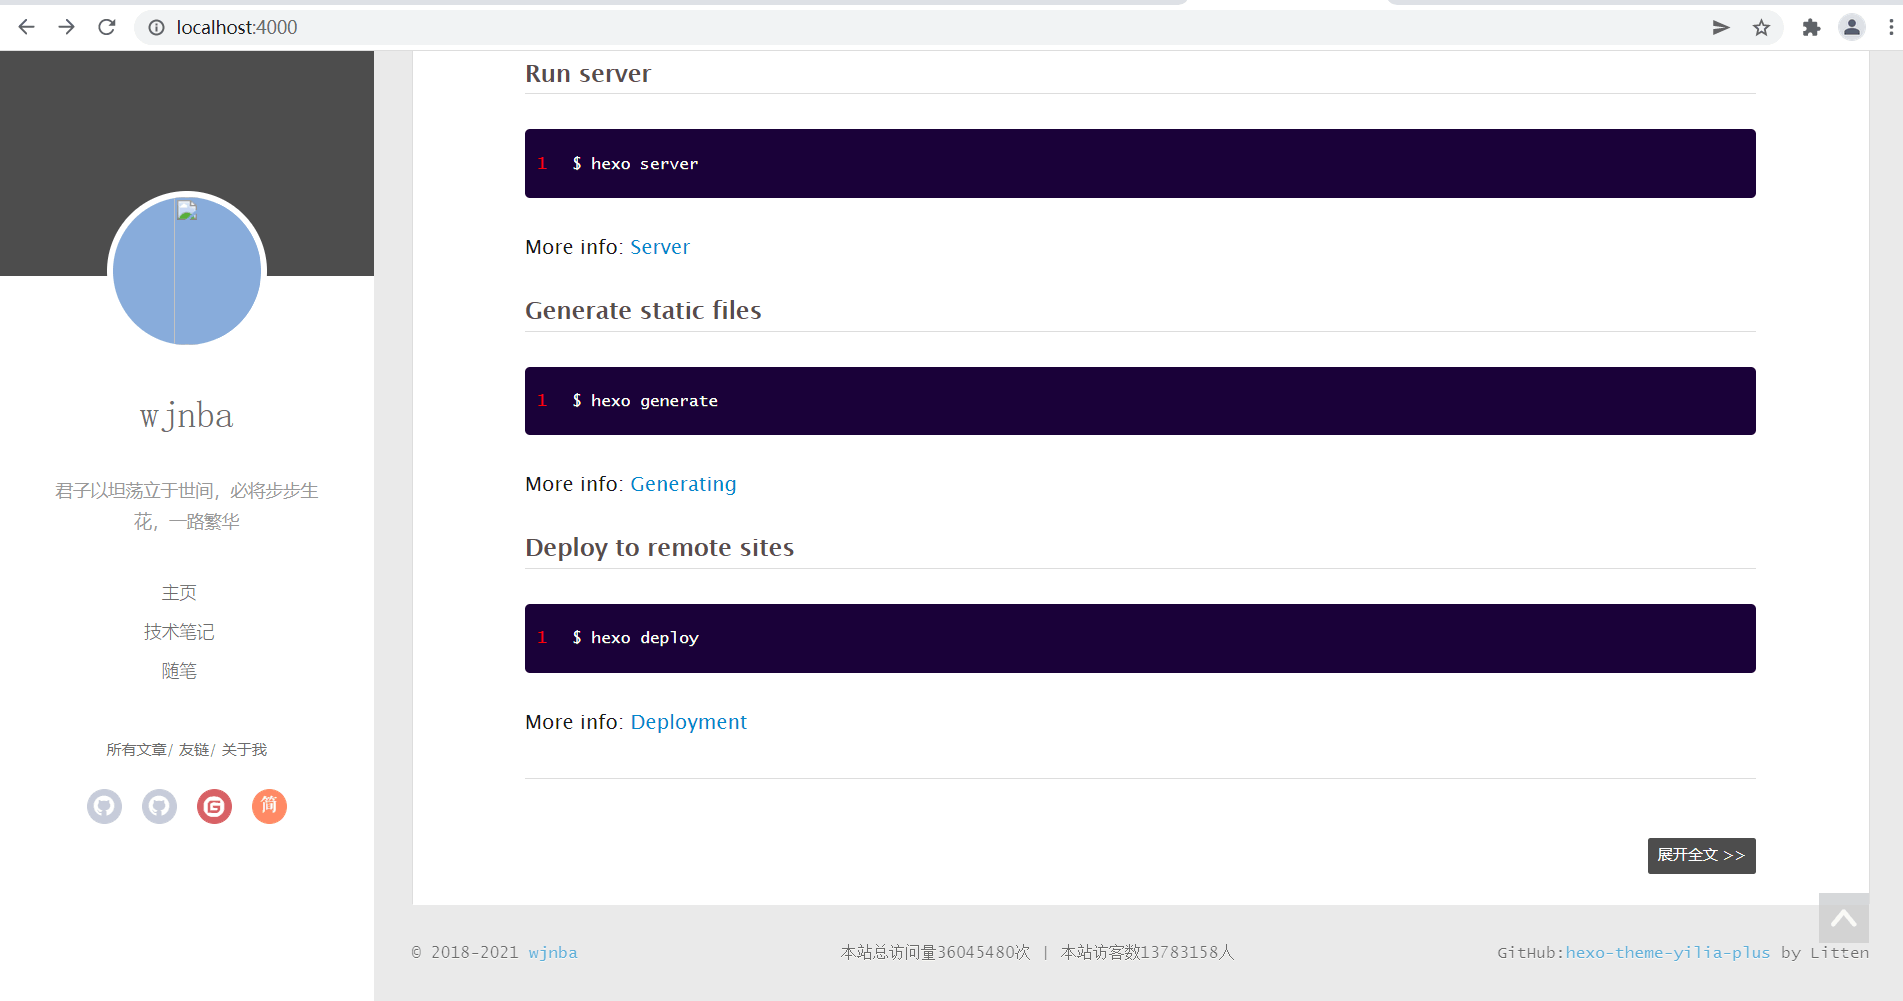 localhost:4000
wjnba
君子以坦荡立于世间，必将步步生
花，一路繁华
主页
技术笔记
随笔
所有文章/ 友链/ 关于我
G 简
Run server
1 $ hexo server
More info: Server
Generate static files
1 $ hexo generate
More info: Generating
Deploy to remote sites
1 $ hexo deploy
More info: Deployment
展开全文 >>
© 2018-2021 wjnba
本站总访问量36045480次 | 本站访客数13783158人
GitHub:hexo-theme-yilia-plus by Litten